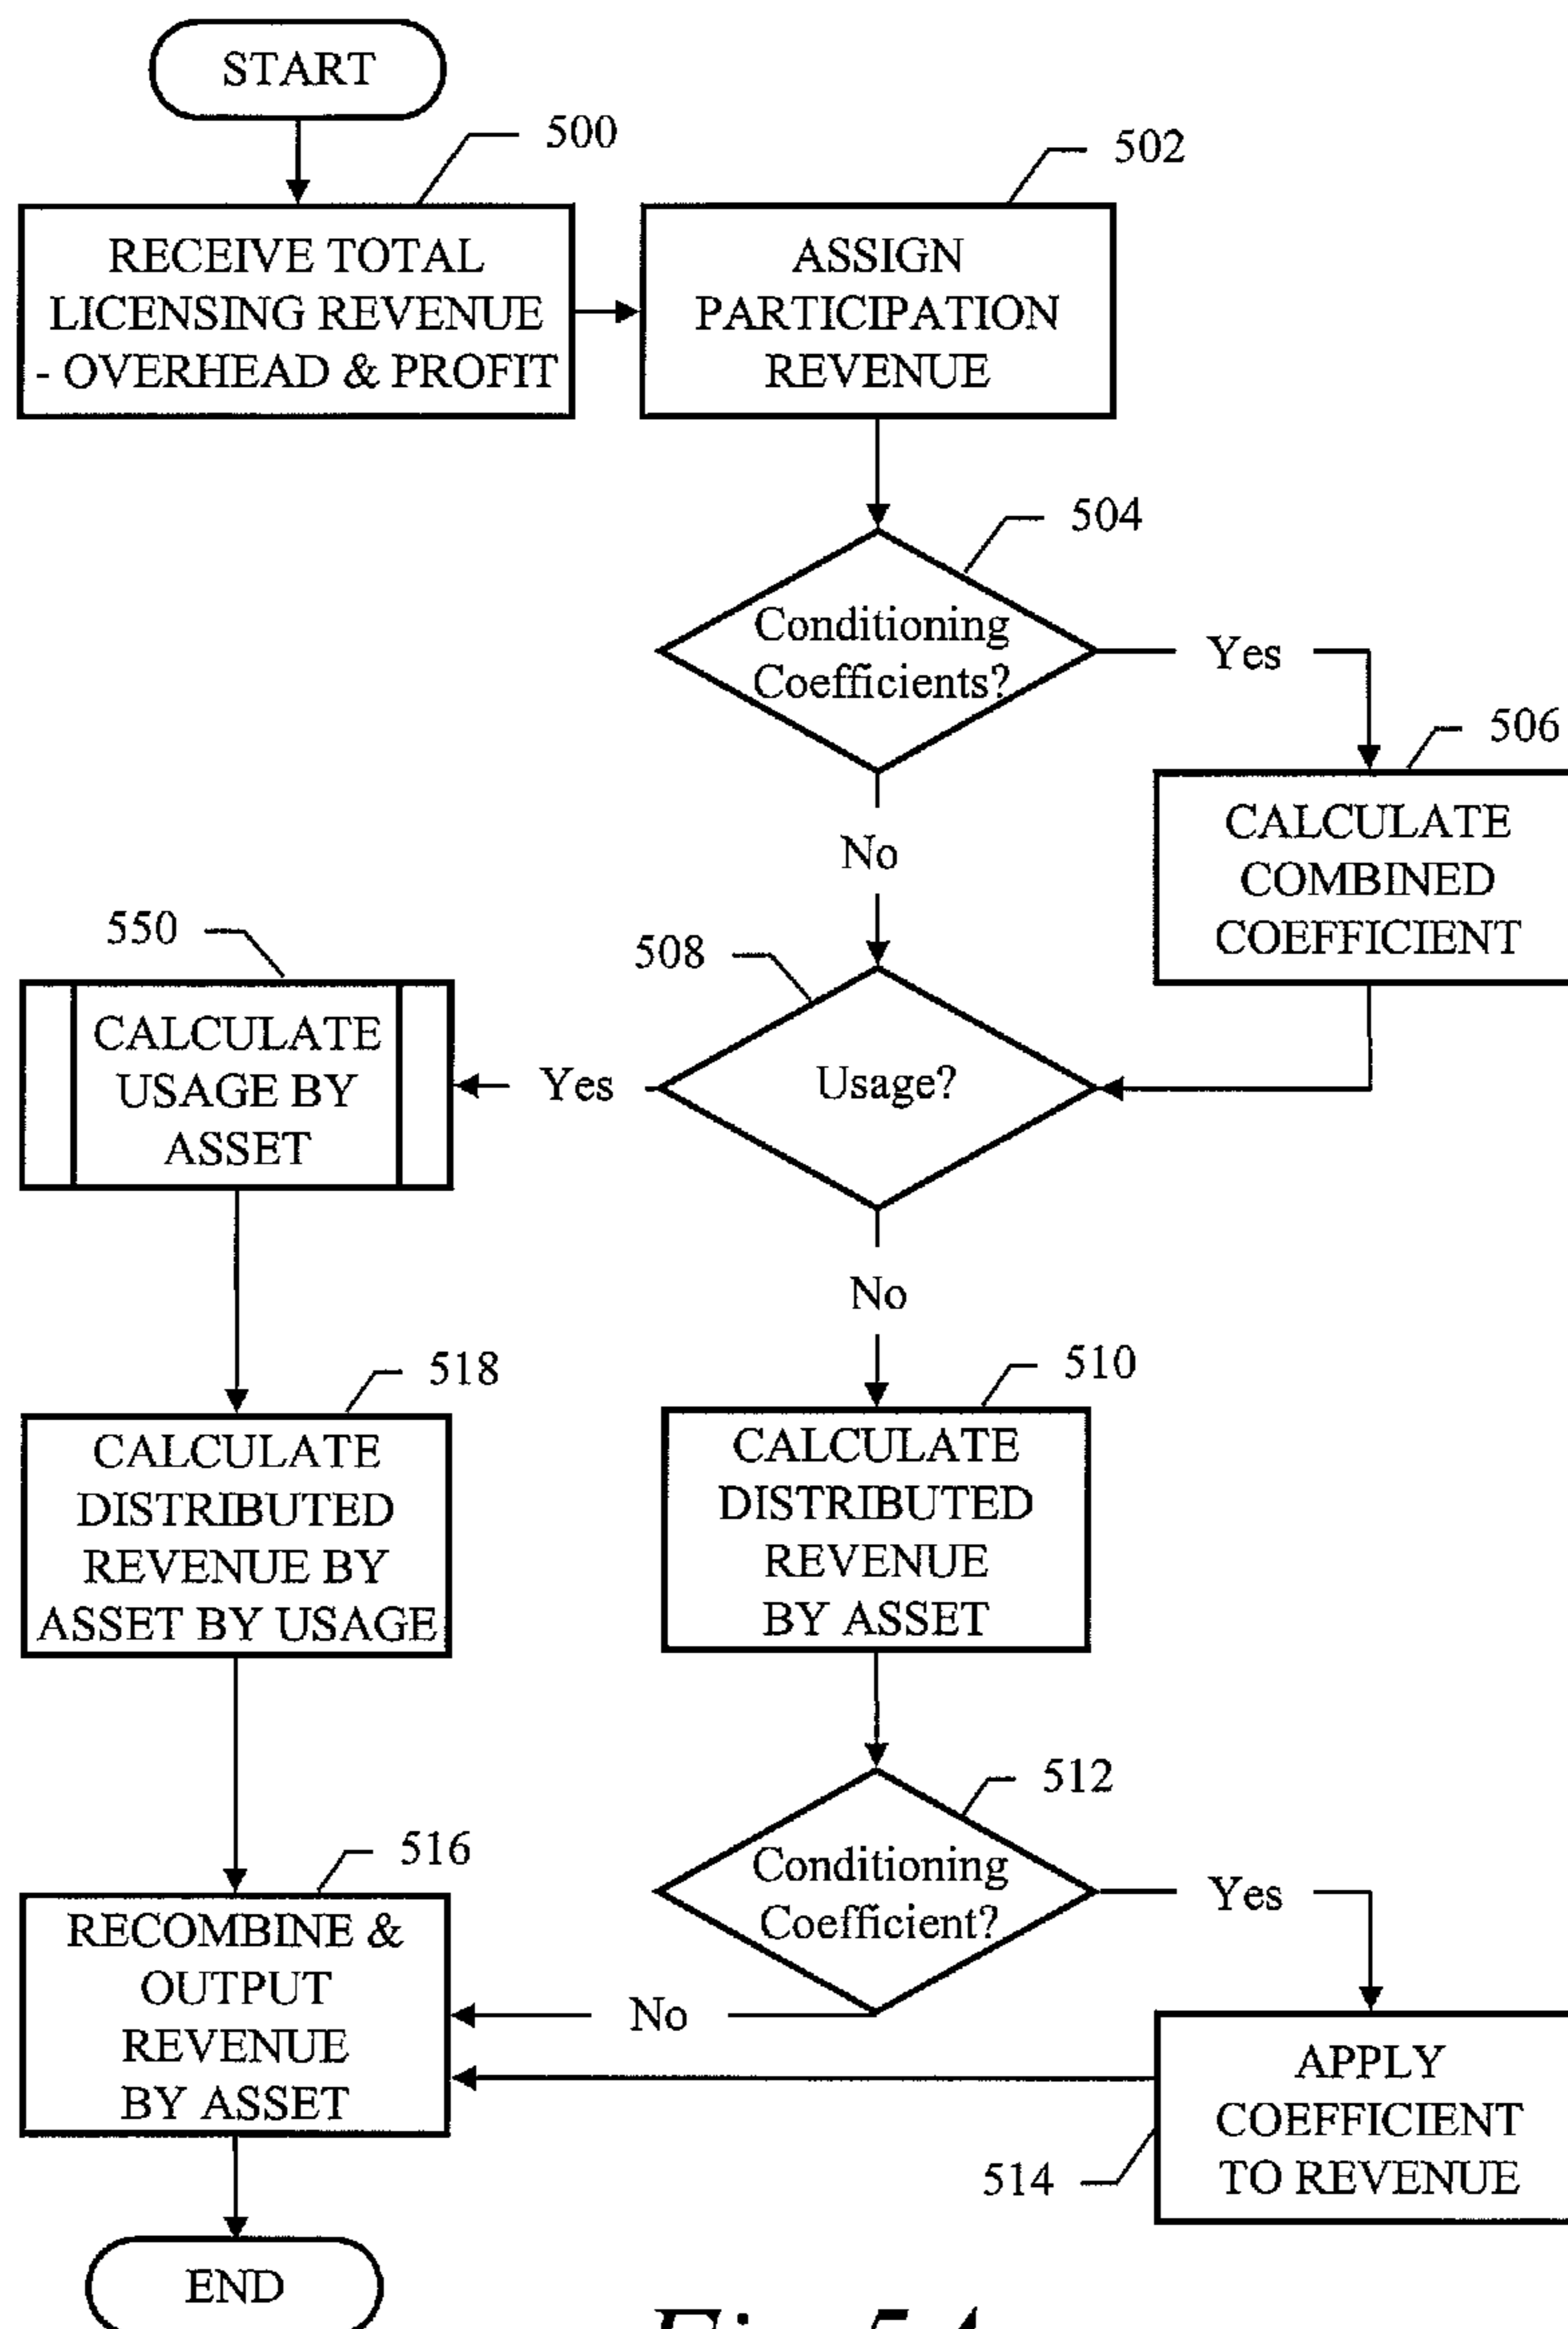 START
500
502
RECEIVE TOTAL
LICENSING REVENUE
- OVERHEAD & PROFIT
ASSIGN
PARTICIPATION
REVENUE
504
Conditioning
Coefficients?
Yes
506
CALCULATE
COMBINED
COEFFICIENT
No
550
508
CALCULATE
USAGE BY
ASSET
Yes
Usage?
No
518
510
CALCULATE
DISTRIBUTED
REVENUE BY
ASSET BY USAGE
CALCULATE
DISTRIBUTED
REVENUE
BY ASSET
512
516
Conditioning
Coefficient?
Yes
RECOMBINE &
OUTPUT
REVENUE
BY ASSET
No
APPLY
COEFFICIENT
TO REVENUE
514
END